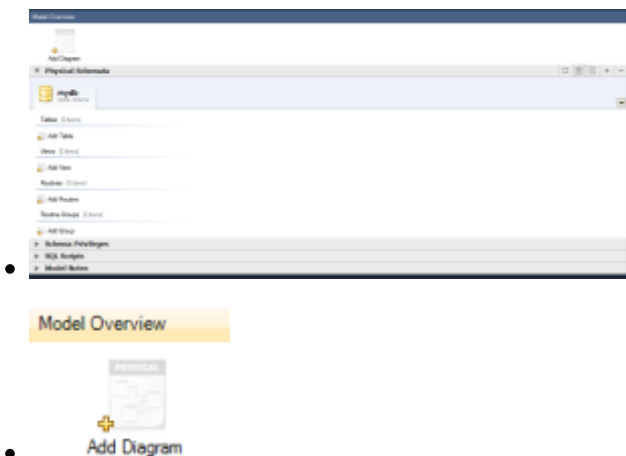 Model Overview
Add Diagram
Physical Schemata
mydb
Tables
Add Table
Views
Add View
Routines
Add Routine
Routine Groups
Add Group
Schema Privileges
SQL Scripts
Model Notes
Model Overview
PHYSICAL
Add Diagram